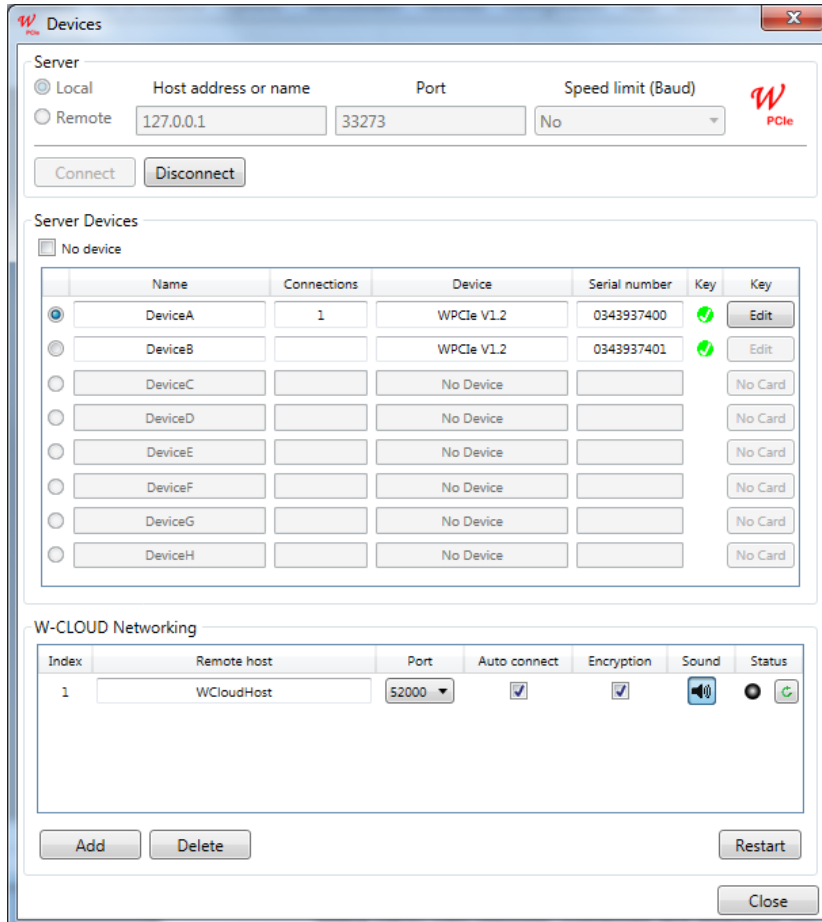 W PCIe Devices
Server
Local Host address or name Port Speed limit (Baud)
Remote 127.0.0.1 33273 No
W PCIe
Connect Disconnect
Server Devices
No device
Name Connections Device Serial number Key Key
DeviceA 1 WPCIe V1.2 0343937400 Edit
DeviceB WPCIe V1.2 0343937401 Edit
DeviceC No Device No Card
DeviceD No Device No Card
DeviceE No Device No Card
DeviceF No Device No Card
DeviceG No Device No Card
DeviceH No Device No Card
W-CLOUD Networking
Index Remote host Port Auto connect Encryption Sound Status
1 WCloudHost 52000
Add Delete Restart
Close